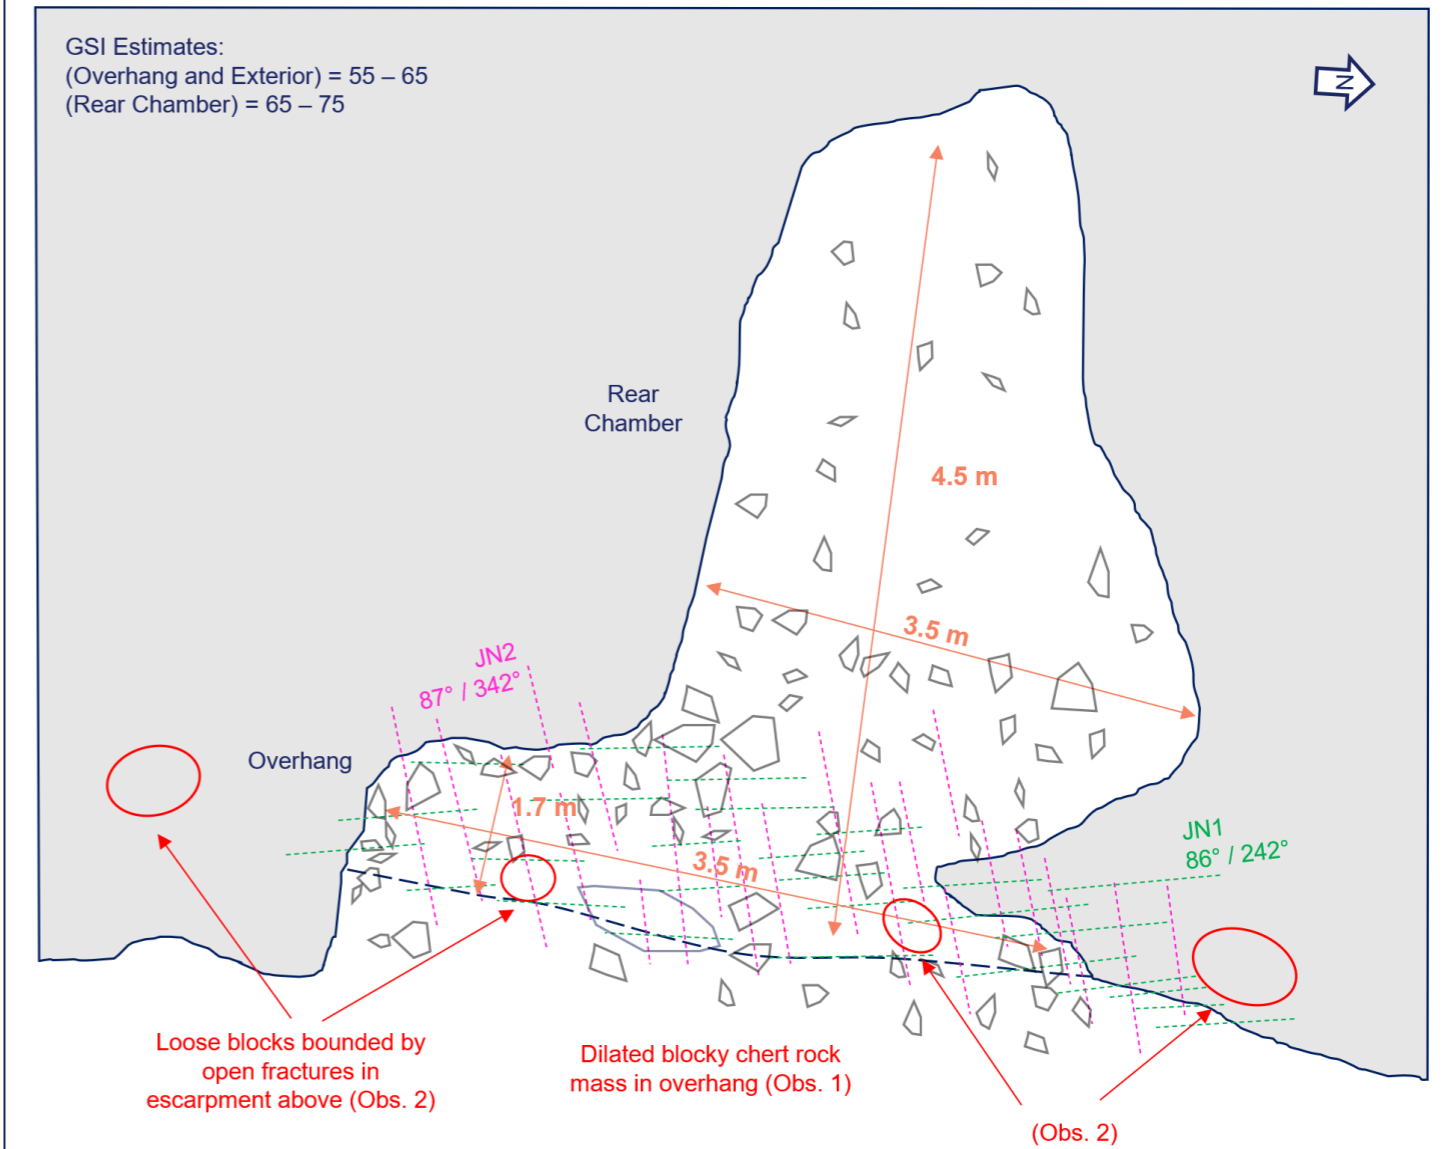 GSI Estimates:
(Overhang and Exterior) = 55 – 65
(Rear Chamber) = 65 – 75
N
Rear
Chamber
4.5 m
3.5 m
JN2
87° / 342°
Overhang
1.7 m
3.5 m
JN1
86° / 242°
Loose blocks bounded by
open fractures in
escarpment above (Obs. 2)
Dilated blocky chert rock
mass in overhang (Obs. 1)
(Obs. 2)